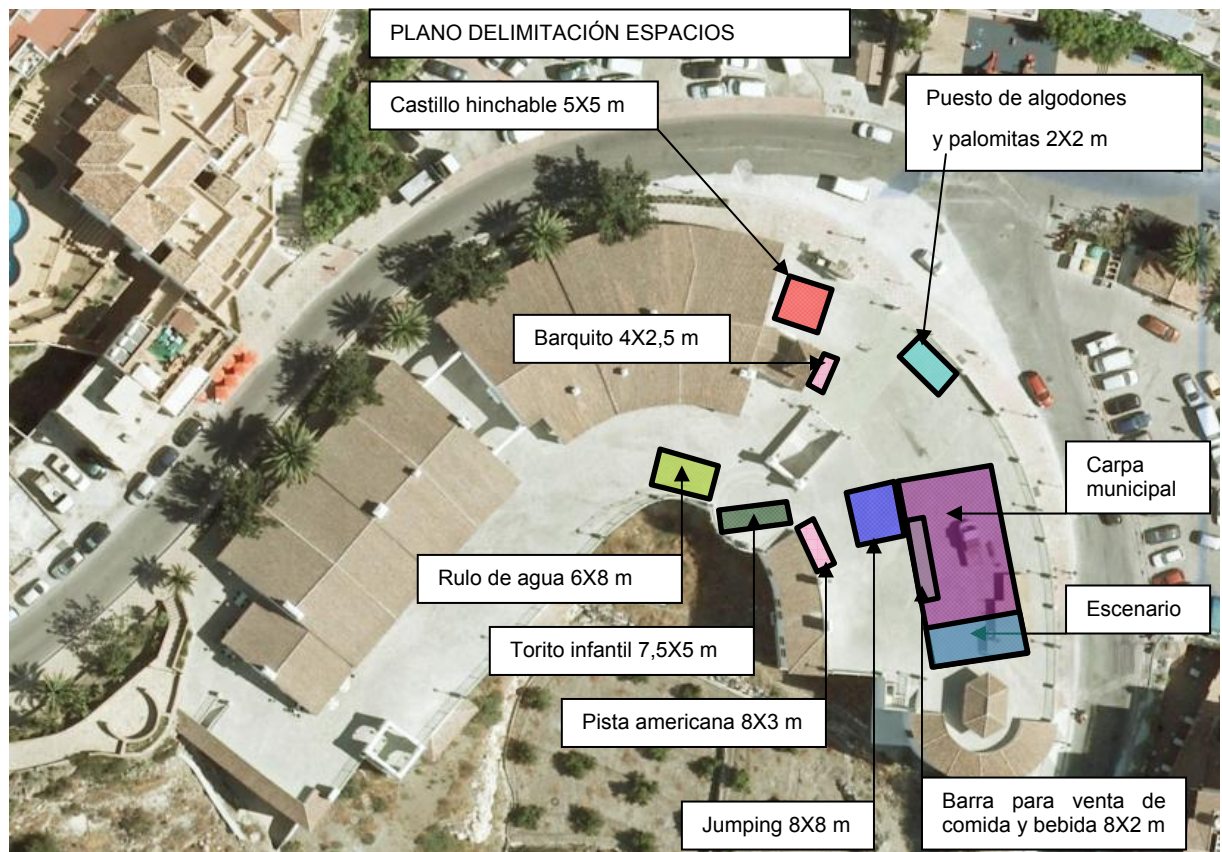 PLANO DELIMITACIÓN ESPACIOS
Castillo hinchable 5X5 m
Puesto de algodones
y palomitas 2X2 m
Barquito 4X2,5 m
Carpa
municipal
Rulo de agua 6X8 m
Escenario
Torito infantil 7,5X5 m
Pista americana 8X3 m
Jumping 8X8 m
Barra para venta de
comida y bebida 8X2 m